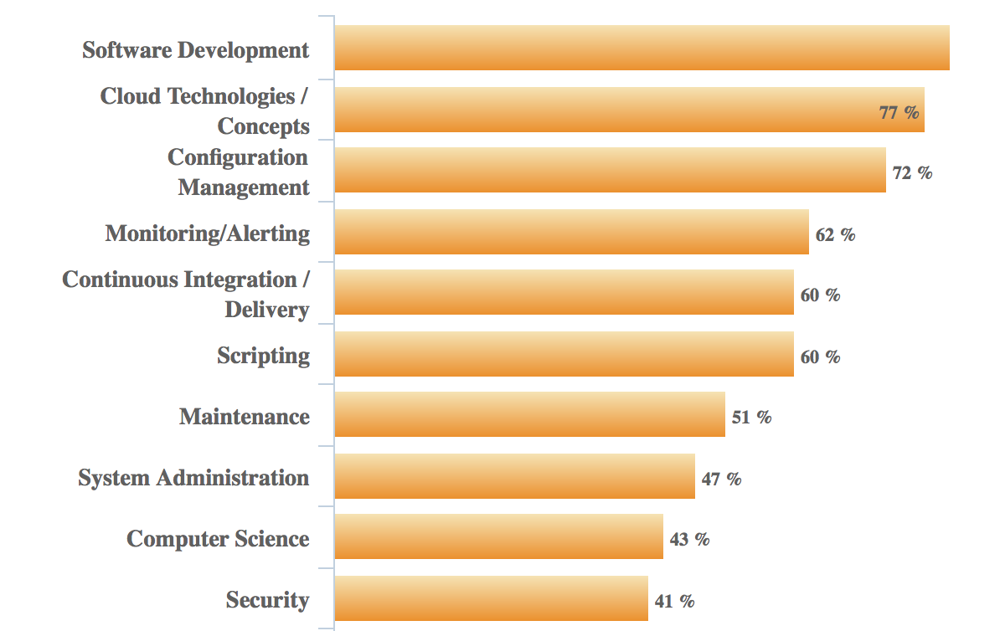 Software Development
Cloud Technologies /
Concepts
77 %
Configuration
Management
72 %
Monitoring/Alerting
62 %
Continuous Integration /
Delivery
60 %
Scripting
60 %
Maintenance
51 %
System Administration
47 %
Computer Science
43 %
Security
41 %